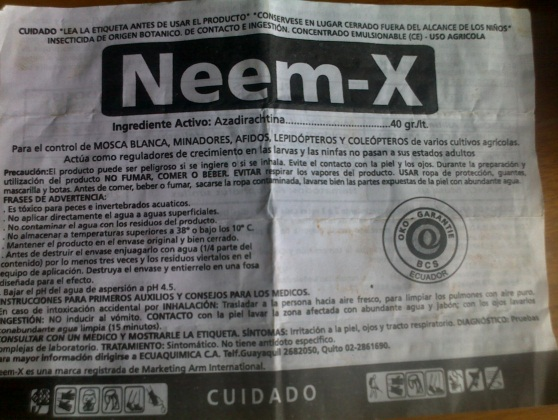 CUIDADO "LEA LA ETIQUETA ANTES DE USAR EL PRODUCTO" "CONSERVESE EN LUGAR CERRADO FUERA DEL ALCANCE DE LOS NIÑOS"
INSECTICIDA DE ORIGEN BOTANICO. DE CONTACTO E INGESTIÓN. CONCENTRADO EMULSIONABLE (CE) - USO AGRICOLA
Neem-X
Ingrediente Activo: Azadirachtina.................................40 gr/lt.
Para el control de MOSCA BLANCA, MINADORES, AFIDOS, LEPIDÓPTEROS Y COLEÓPTEROS de varios cultivos agrícolas.
Actúa como reguladores de crecimiento en las larvas y las ninfas no pasan a sus estados adultos
Precaución:El producto puede ser peligroso si se ingiere o si se inhala. Evite el contacto con la piel y los ojos. Durante la preparación y
utilización del producto NO FUMAR, COMER O BEBER. EVITAR respirar los vapores del producto. USAR ropa de protección, guantes,
mascarilla y botas. Antes de comer, beber o fumar, sacarse la ropa contaminada, lavarse bien las partes expuestas de la piel con abundante agua.
FRASES DE ADVERTENCIA:
. Es tóxico para peces e invertebrados acuaticos.
. No aplicar directamente el agua a aguas superficiales.
. No contaminar el agua con los residuos del producto.
. No almacenar a temperaturas superiores a 38° o bajo los 10° C.
. Mantener el producto en el envase original y bien cerrado.
. Antes de destruir el envase enjuagarlo con agua (1/4 parte del
contenido) por lo menos tres veces y los residuos viertalos en el
equipo de aplicación. Destruya el envase y entierrelo en una fosa
diseñada para el efecto.
. Bajar el pH del agua de aspersión a pH 4.5.
OKO - GARANTIE
BCS
ECUADOR
INSTRUCCIONES PARA PRIMEROS AUXILIOS Y CONSEJOS PARA LOS MEDICOS.
En caso de intoxicación accidental por INHALACIÓN: Trasladar a la persona hacia aire fresco, para limpiar los pulmones con aire puro.
INGESTIÓN: NO inducir al vómito. CONTACTO con la piel lavar la zona afectada con abundante agua y jabón; con los ojos lavarlos
conabundante agua limpia (15 minutos).
CONSULTAR CON UN MEDICO Y MOSTRARLE LA ETIQUETA. SÍNTOMAS: Irritación a la piel, ojos y tracto respiratorio. DIAGNÓSTICO: Pruebas
complejas de laboratorio. TRATAMIENTO: Sintomático. No tiene antídoto específico.
Para mayor información dirigirse a ECUAQUIMICA C.A. Telf.Guayaquil 2682050, Quito 02-2861690.
Neem-X es una marca registrada de Marketing Arm International.
CUIDADO